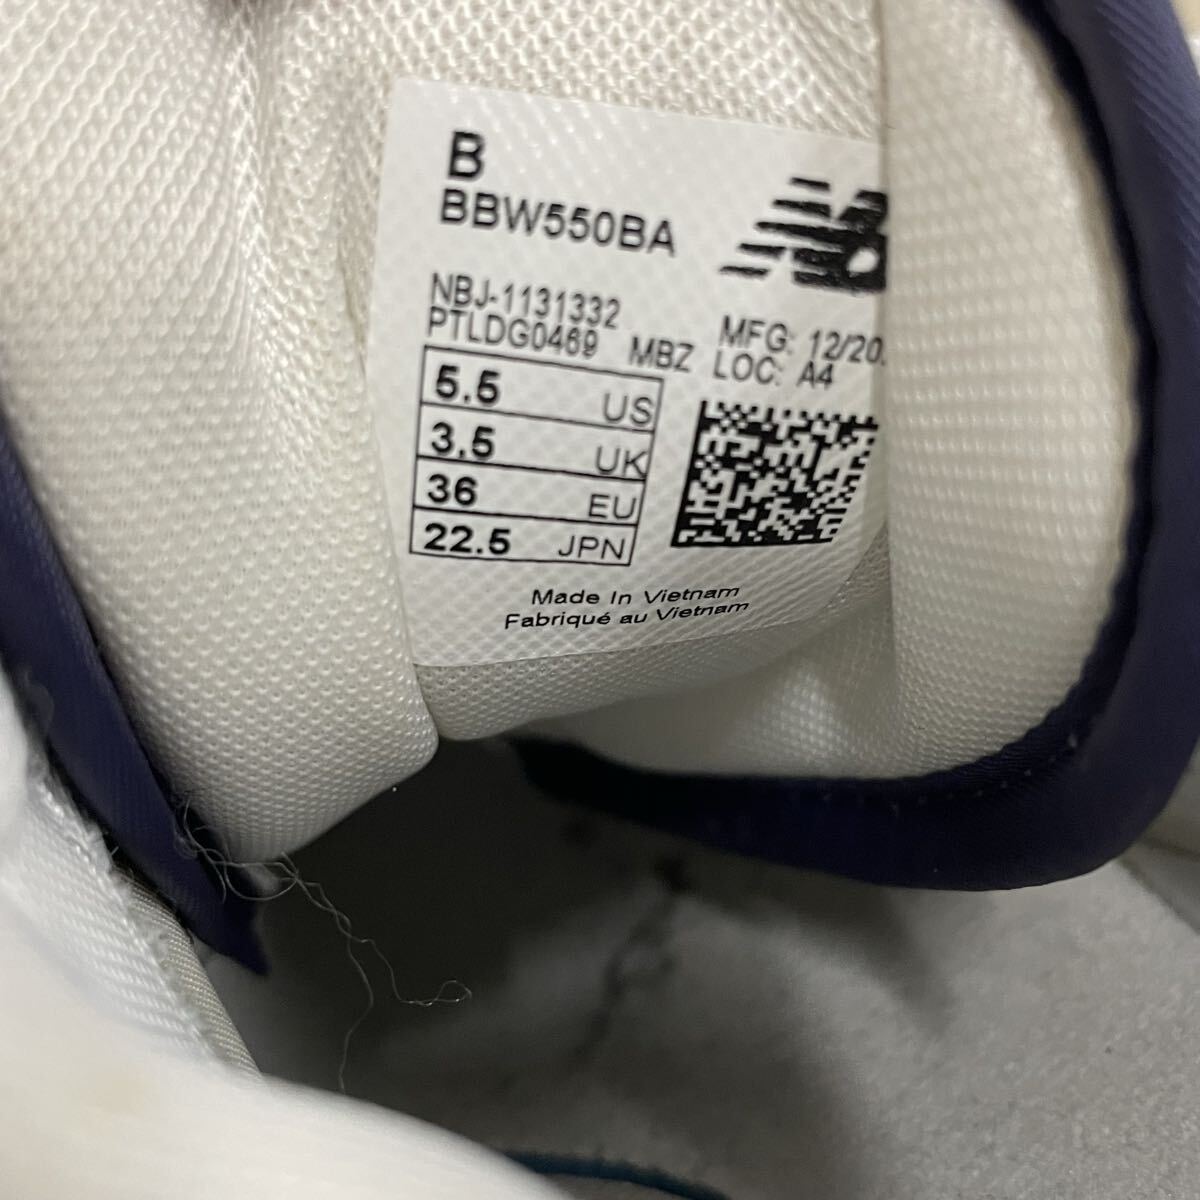 B
BBW550BA
NB
NBJ-1131332
PTLDG0469 MBZ
MFG: 12/20
LOC: A4
5.5 US
3.5 UK
36 EU
22.5 JPN
Made In Vietnam
Fabriqué au Vietnam